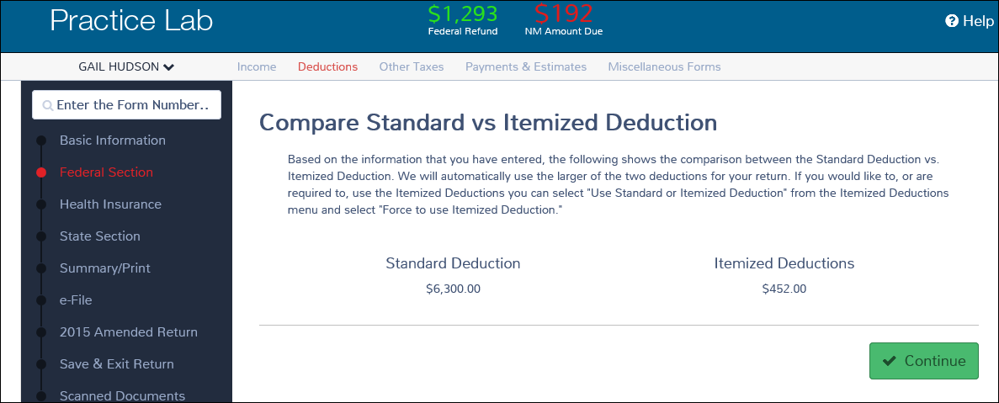 Practice Lab
$1,293
Federal Refund
$192
NM Amount Due
Help
GAIL HUDSON
Income
Deductions
Other Taxes
Payments & Estimates
Miscellaneous Forms
Enter the Form Number..
Basic Information
Federal Section
Health Insurance
State Section
Summary/Print
e-File
2015 Amended Return
Save & Exit Return
Scanned Documents
Compare Standard vs Itemized Deduction
Based on the information that you have entered, the following shows the comparison between the Standard Deduction vs.
Itemized Deduction. We will automatically use the larger of the two deductions for your return. If you would like to, or are
required to, use the Itemized Deductions you can select "Use Standard or Itemized Deduction" from the Itemized Deductions
menu and select "Force to use Itemized Deduction."
Standard Deduction
$6,300.00
Itemized Deductions
$452.00
Continue